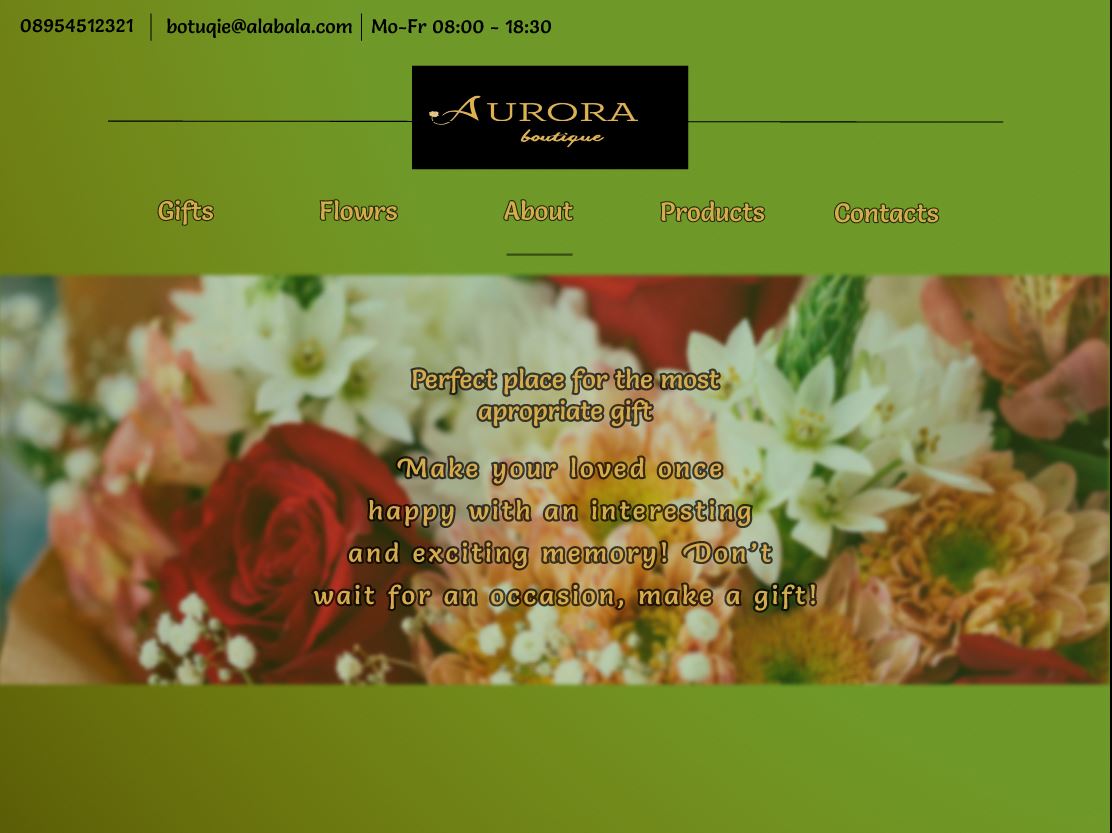 08954512321 botuqie@alabala.com Mo-Fr 08:00 - 18:30
AURORA
boutique
Gifts Flowrs About Products Contacts
Perfect place for the most
apropriate gift
Make your loved once
happy with an interesting
and exciting memory! Don't
wait for an occasion, make a gift!